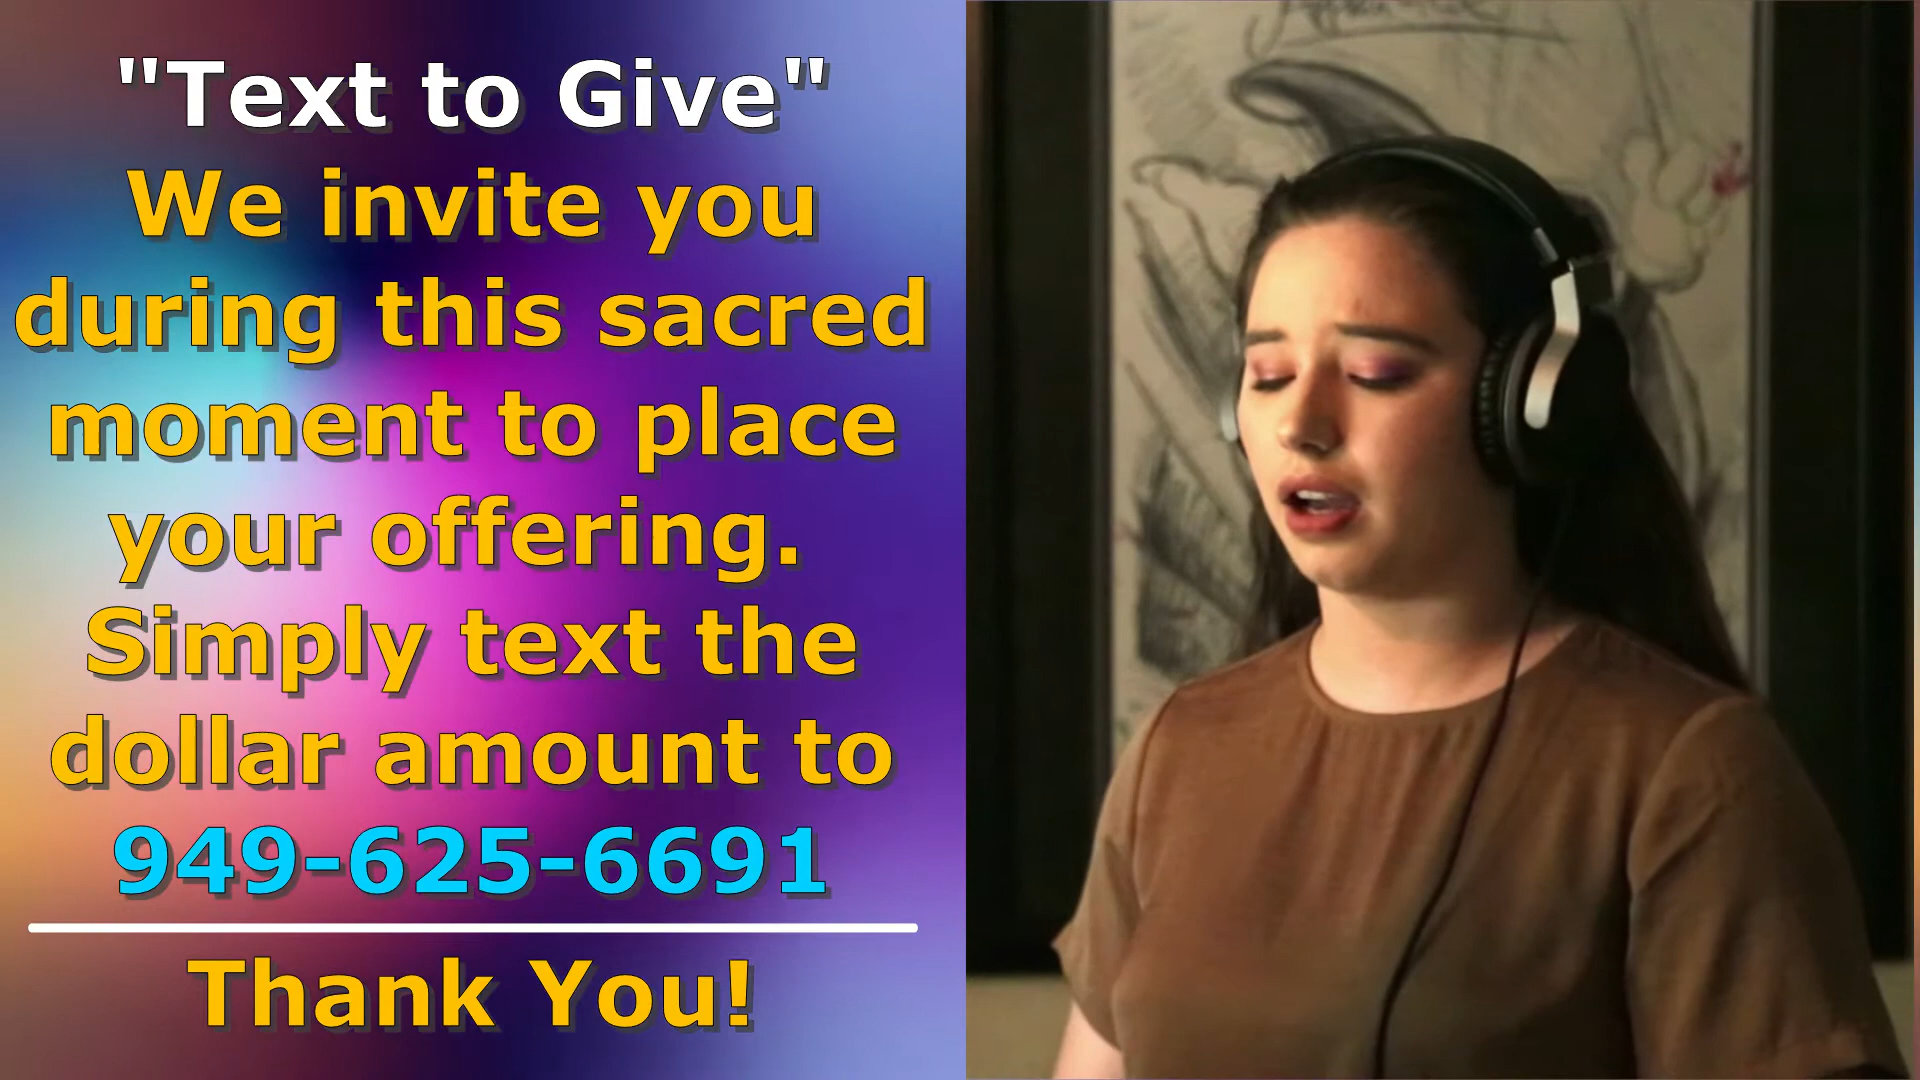 "Text to Give"
We invite you
during this sacred
moment to place
your offering.
Simply text the
dollar amount to
949-625-6691
Thank You!